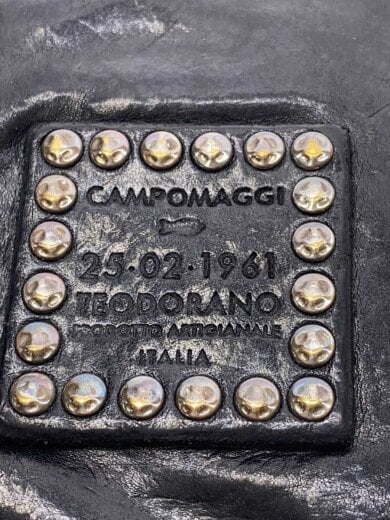 CAMPOMAGGI
25·02·1961
TEODORANO
PRODOTTO ARTIGIANALE
ITALIA